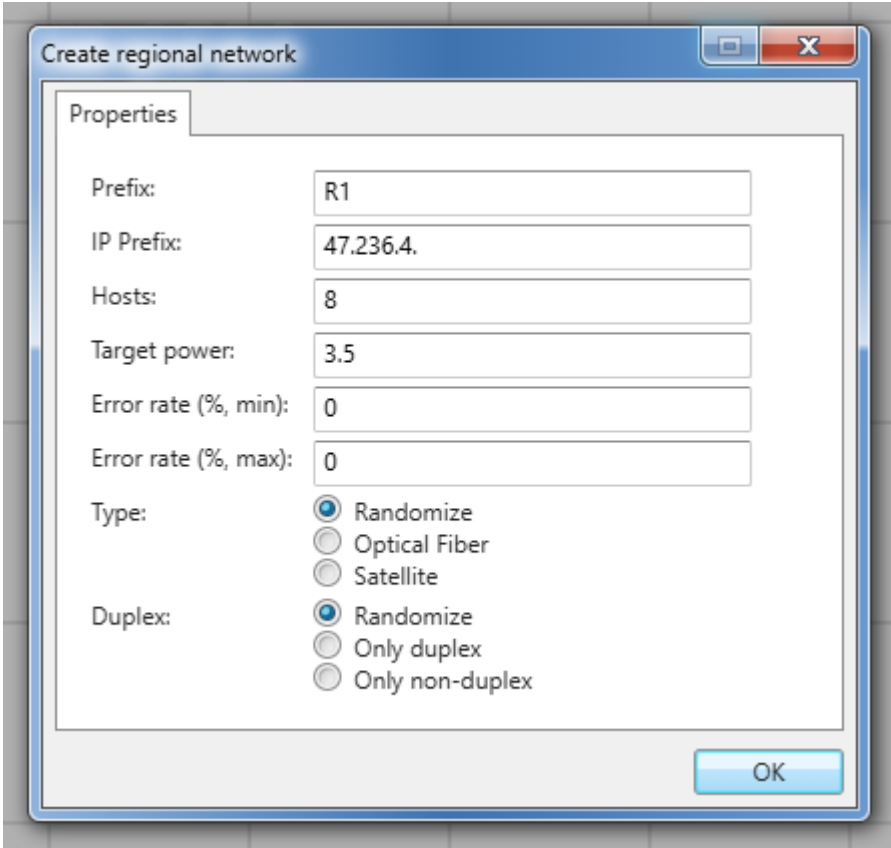 Create regional network
Properties
Prefix: R1
IP Prefix: 47.236.4.
Hosts: 8
Target power: 3.5
Error rate (%, min): 0
Error rate (%, max): 0
Type: Randomize
Optical Fiber
Satellite
Duplex: Randomize
Only duplex
Only non-duplex
OK